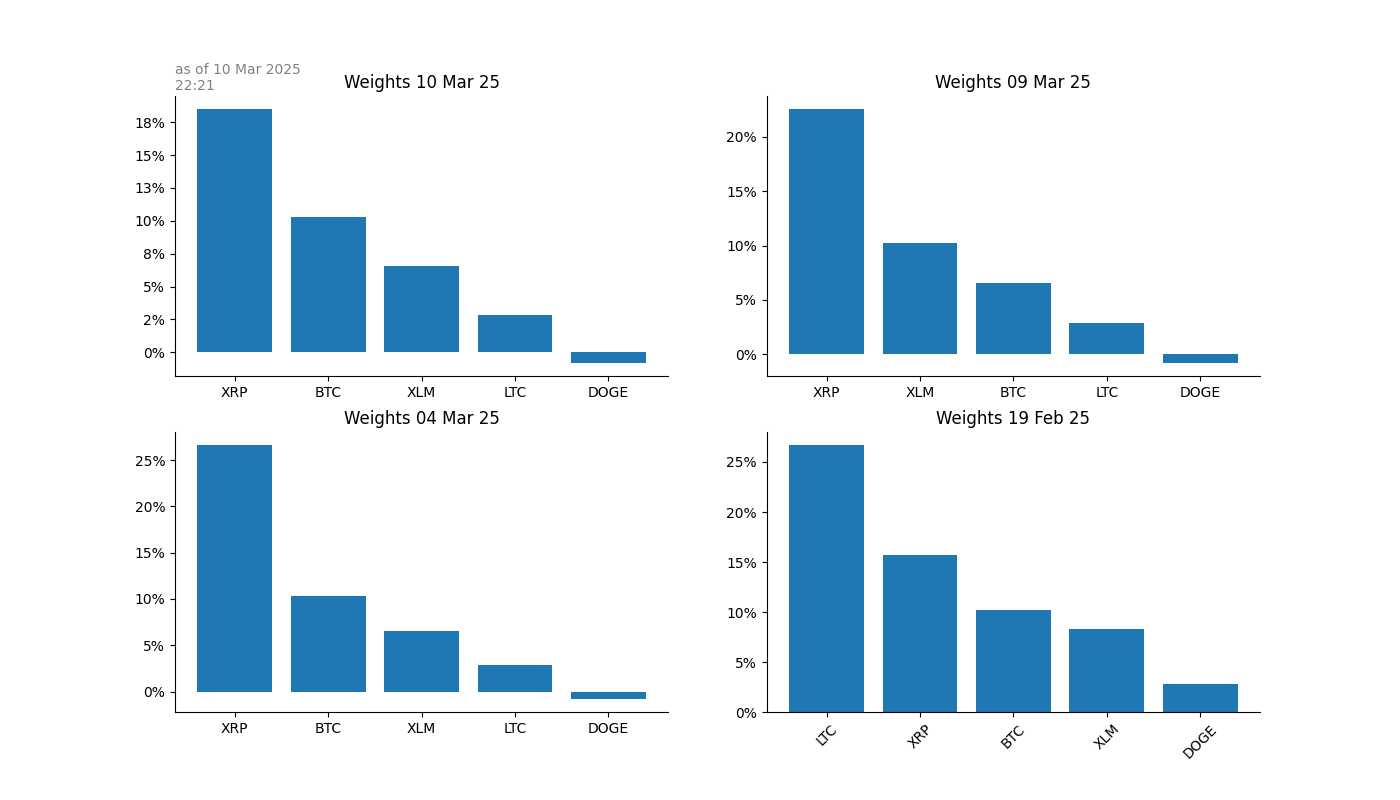 as of 10 Mar 2025
22:21
Weights 10 Mar 25
18%
15%
13%
10%
8%
5%
2%
0%
XRP BTC XLM LTC DOGE
Weights 09 Mar 25
20%
15%
10%
5%
0%
XRP XLM BTC LTC DOGE
Weights 04 Mar 25
25%
20%
15%
10%
5%
0%
XRP BTC XLM LTC DOGE
Weights 19 Feb 25
25%
20%
15%
10%
5%
0%
LTC XRP BTC XLM DOGE